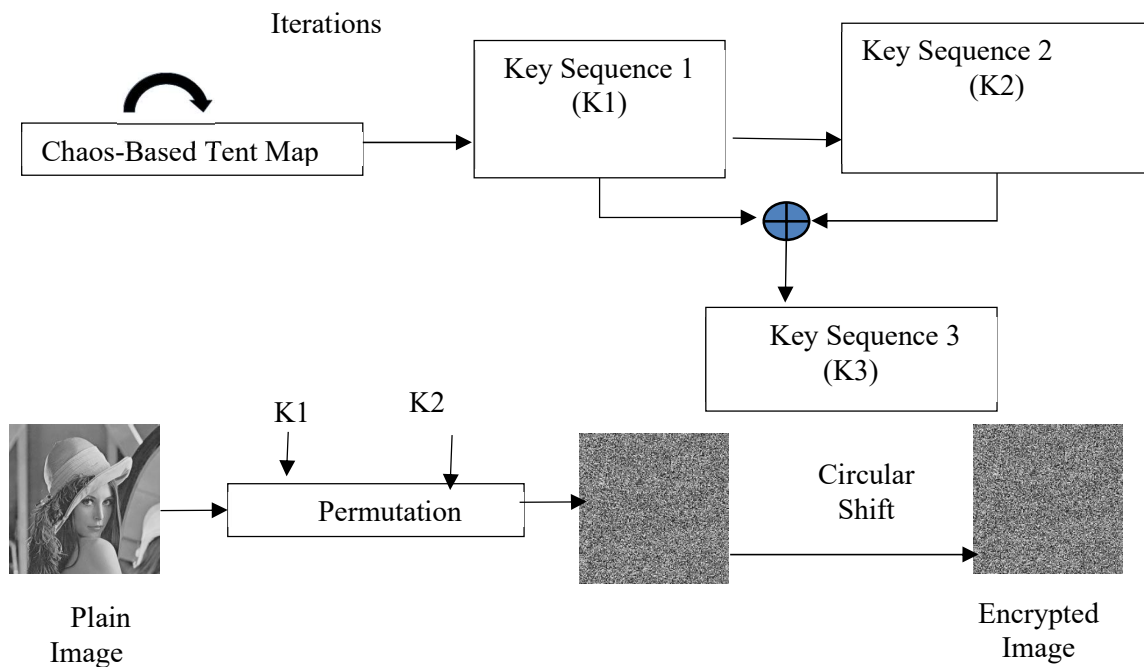 Iterations
Key Sequence 1
(K1)
Key Sequence 2
(K2)
Chaos-Based Tent Map
Key Sequence 3
(K3)
K1
K2
Permutation
Circular
Shift
Plain
Image
Encrypted
Image